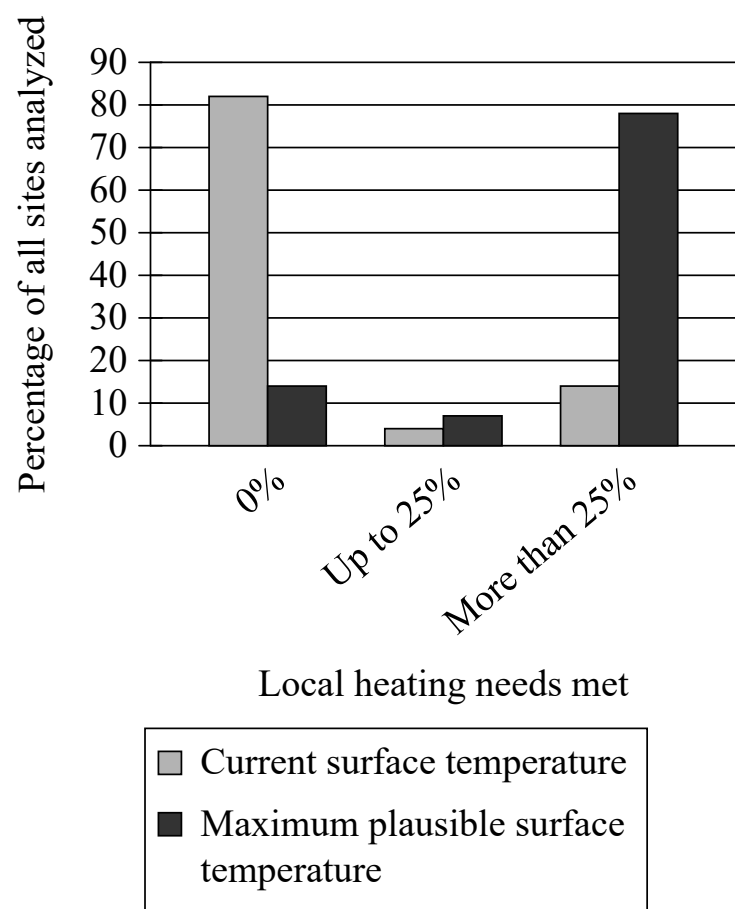 Percentage of all sites analyzed
90
80
70
60
50
40
30
20
10
0
0%
Up to 25%
More than 25%
Local heating needs met
Current surface temperature
Maximum plausible surface
temperature